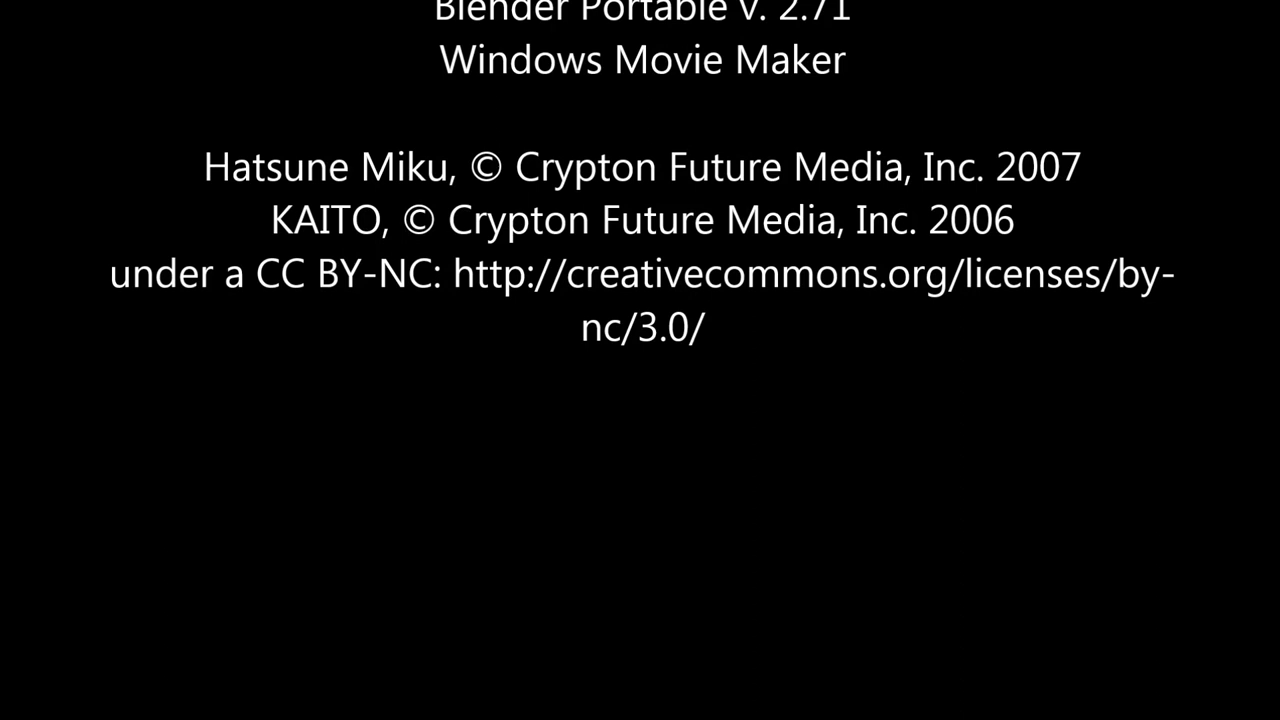 Blender Portable v. 2.71
Windows Movie Maker
Hatsune Miku, © Crypton Future Media, Inc. 2007
KAITO, © Crypton Future Media, Inc. 2006
under a CC BY-NC: http://creativecommons.org/licenses/by-
nc/3.0/